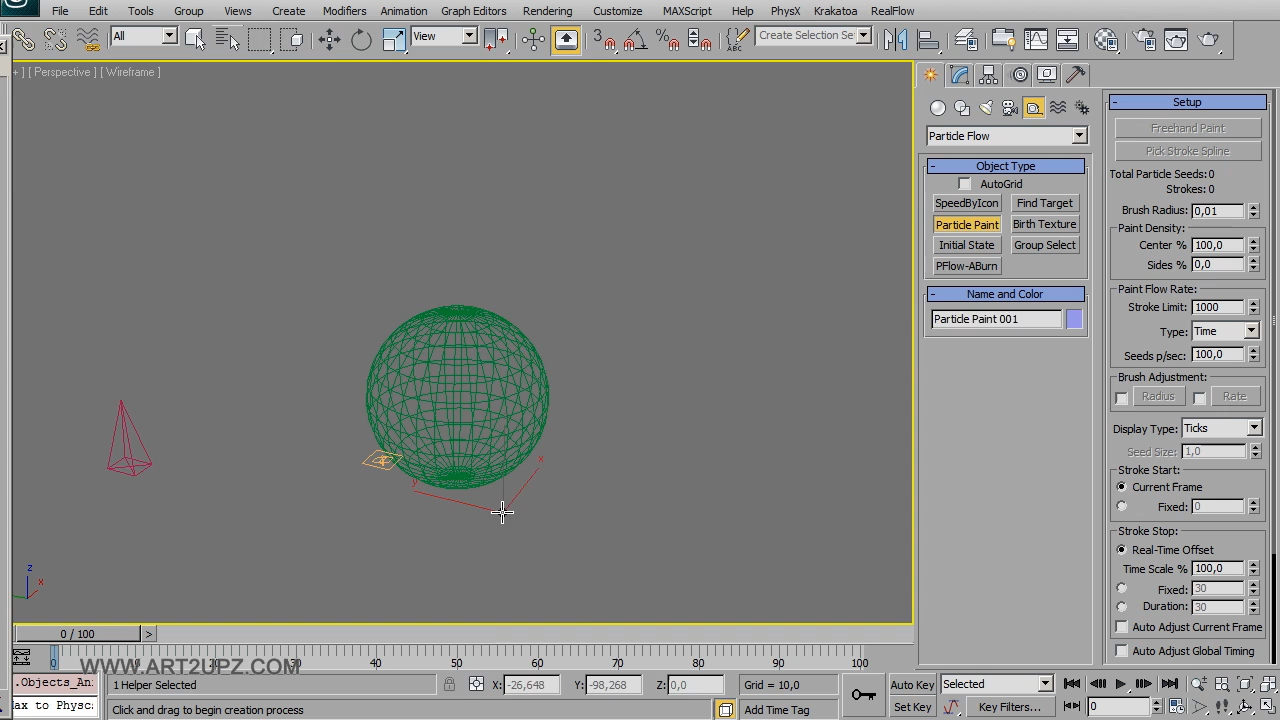 File Edit Tools Group Views Create Modifiers Animation Graph Editors Rendering Customize MAXScript Help PhysX Krakatoa RealFlow
All View 3 Create Selection Se
+ ] [ Perspective ] [ Wireframe ]
Particle Flow
- Object Type
AutoGrid
SpeedByIcon Find Target
Particle Paint Birth Texture
Initial State Group Select
PFlow-ABurn
- Name and Color
Particle Paint 001
- Setup
Freehand Paint
Pick Stroke Spline
Total Particle Seeds:0
Strokes: 0
Brush Radius: 0,01
Paint Density:
Center % 100,0
Sides % 0,0
Paint Flow Rate:
Stroke Limit: 1000
Type: Time
Seeds p/sec: 100,0
Brush Adjustment:
Radius Rate
Display Type: Ticks
Seed Size: 1,0
Stroke Start:
Current Frame
Fixed: 0
Stroke Stop:
Real-Time Offset
Time Scale % 100,0
Fixed: 30
Duration: 30
Auto Adjust Current Frame
Auto Adjust Global Timing
x
y
z
x
0 / 100 >
0 40 50 60 70 80 90 100
WWW.ART2UPZ.COM
.Objects_An 1 Helper Selected X: -26,648 Y: -98,268 Z: 0,0 Grid = 10,0 Auto Key Selected
ax to Physc Click and drag to begin creation process Add Time Tag Set Key Key Filters... 0